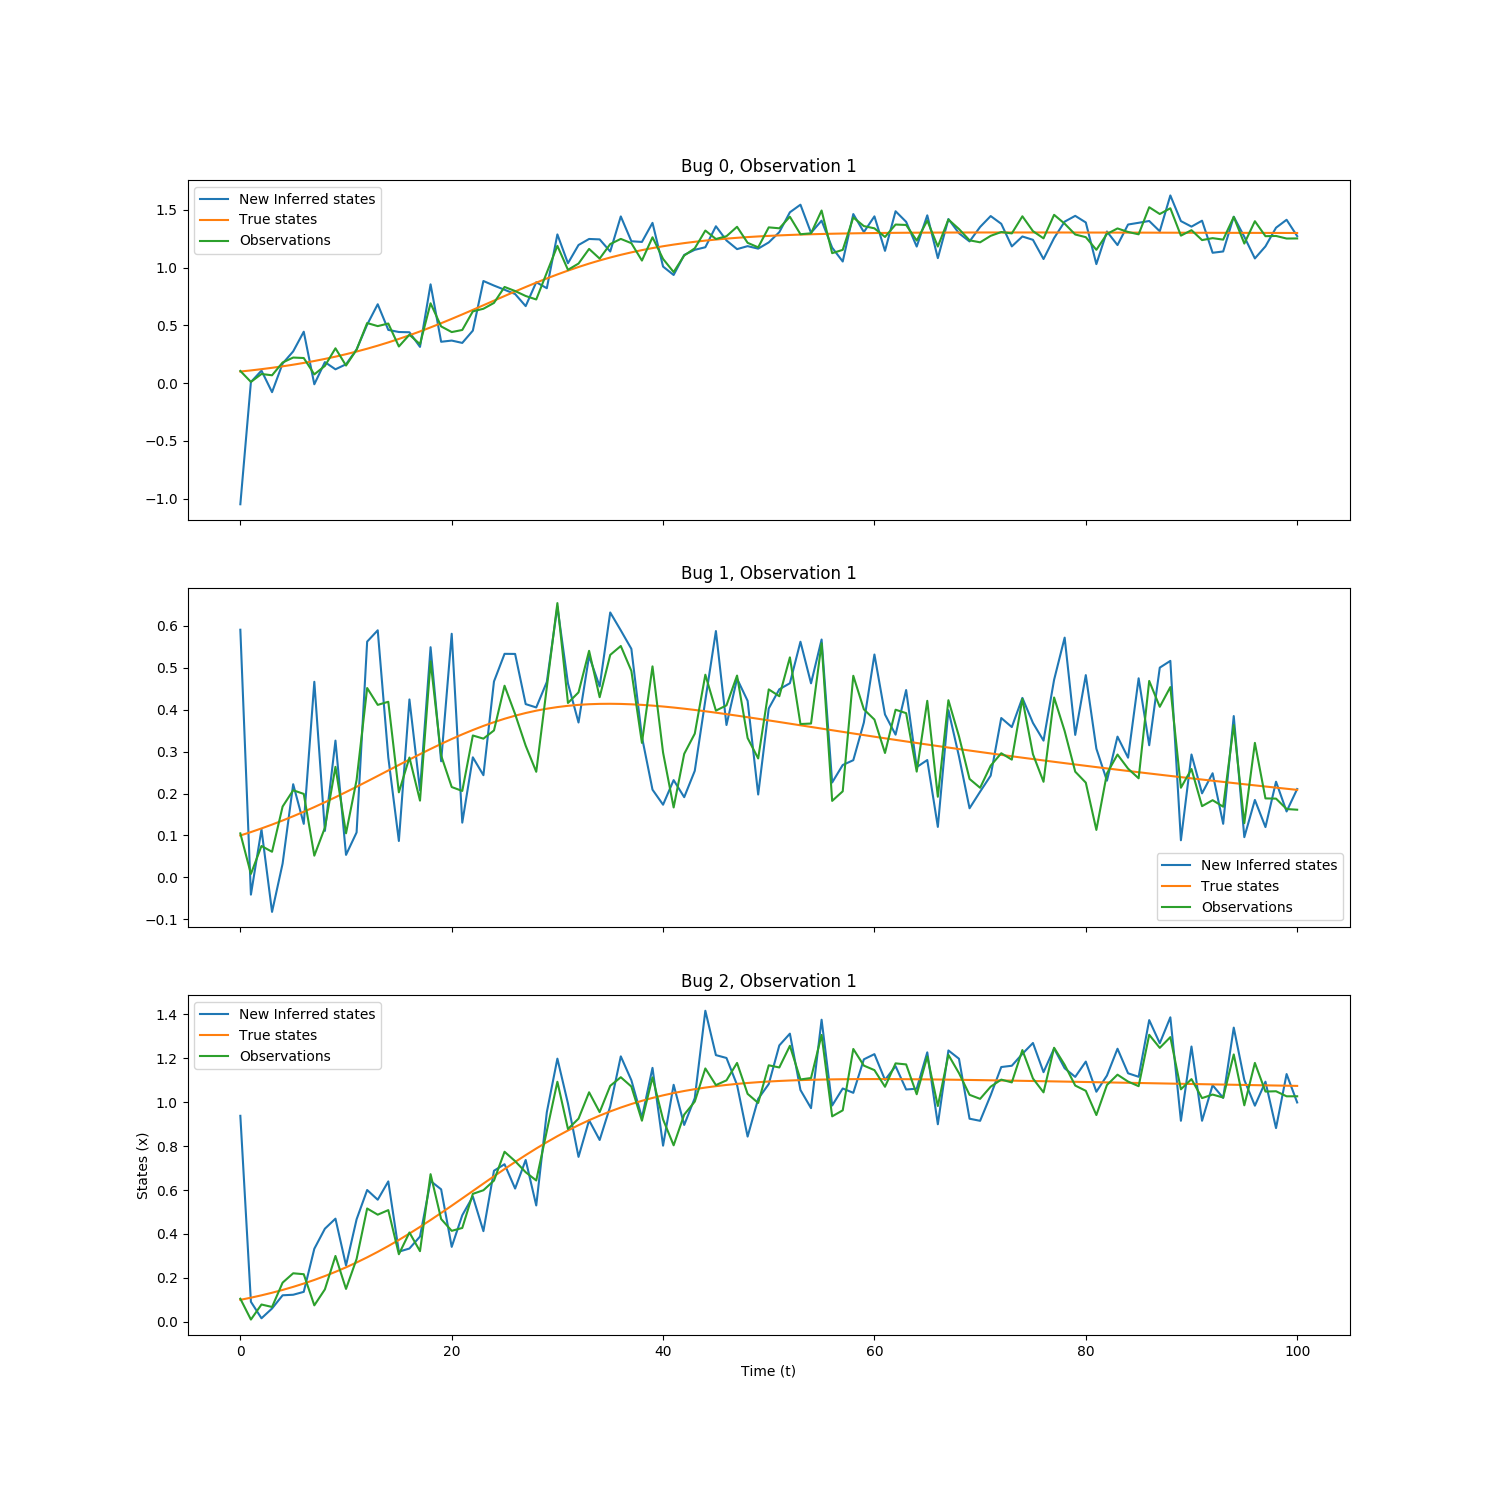 Bug 0, Observation 1
New Inferred states
True states
Observations
1.5
1.0
0.5
0.0
−0.5
−1.0
Bug 1, Observation 1
0.6
0.5
0.4
0.3
0.2
0.1
0.0
−0.1
New Inferred states
True states
Observations
Bug 2, Observation 1
New Inferred states
True states
Observations
1.4
1.2
1.0
0.8
0.6
0.4
0.2
0.0
States (x)
0 20 40 60 80 100
Time (t)